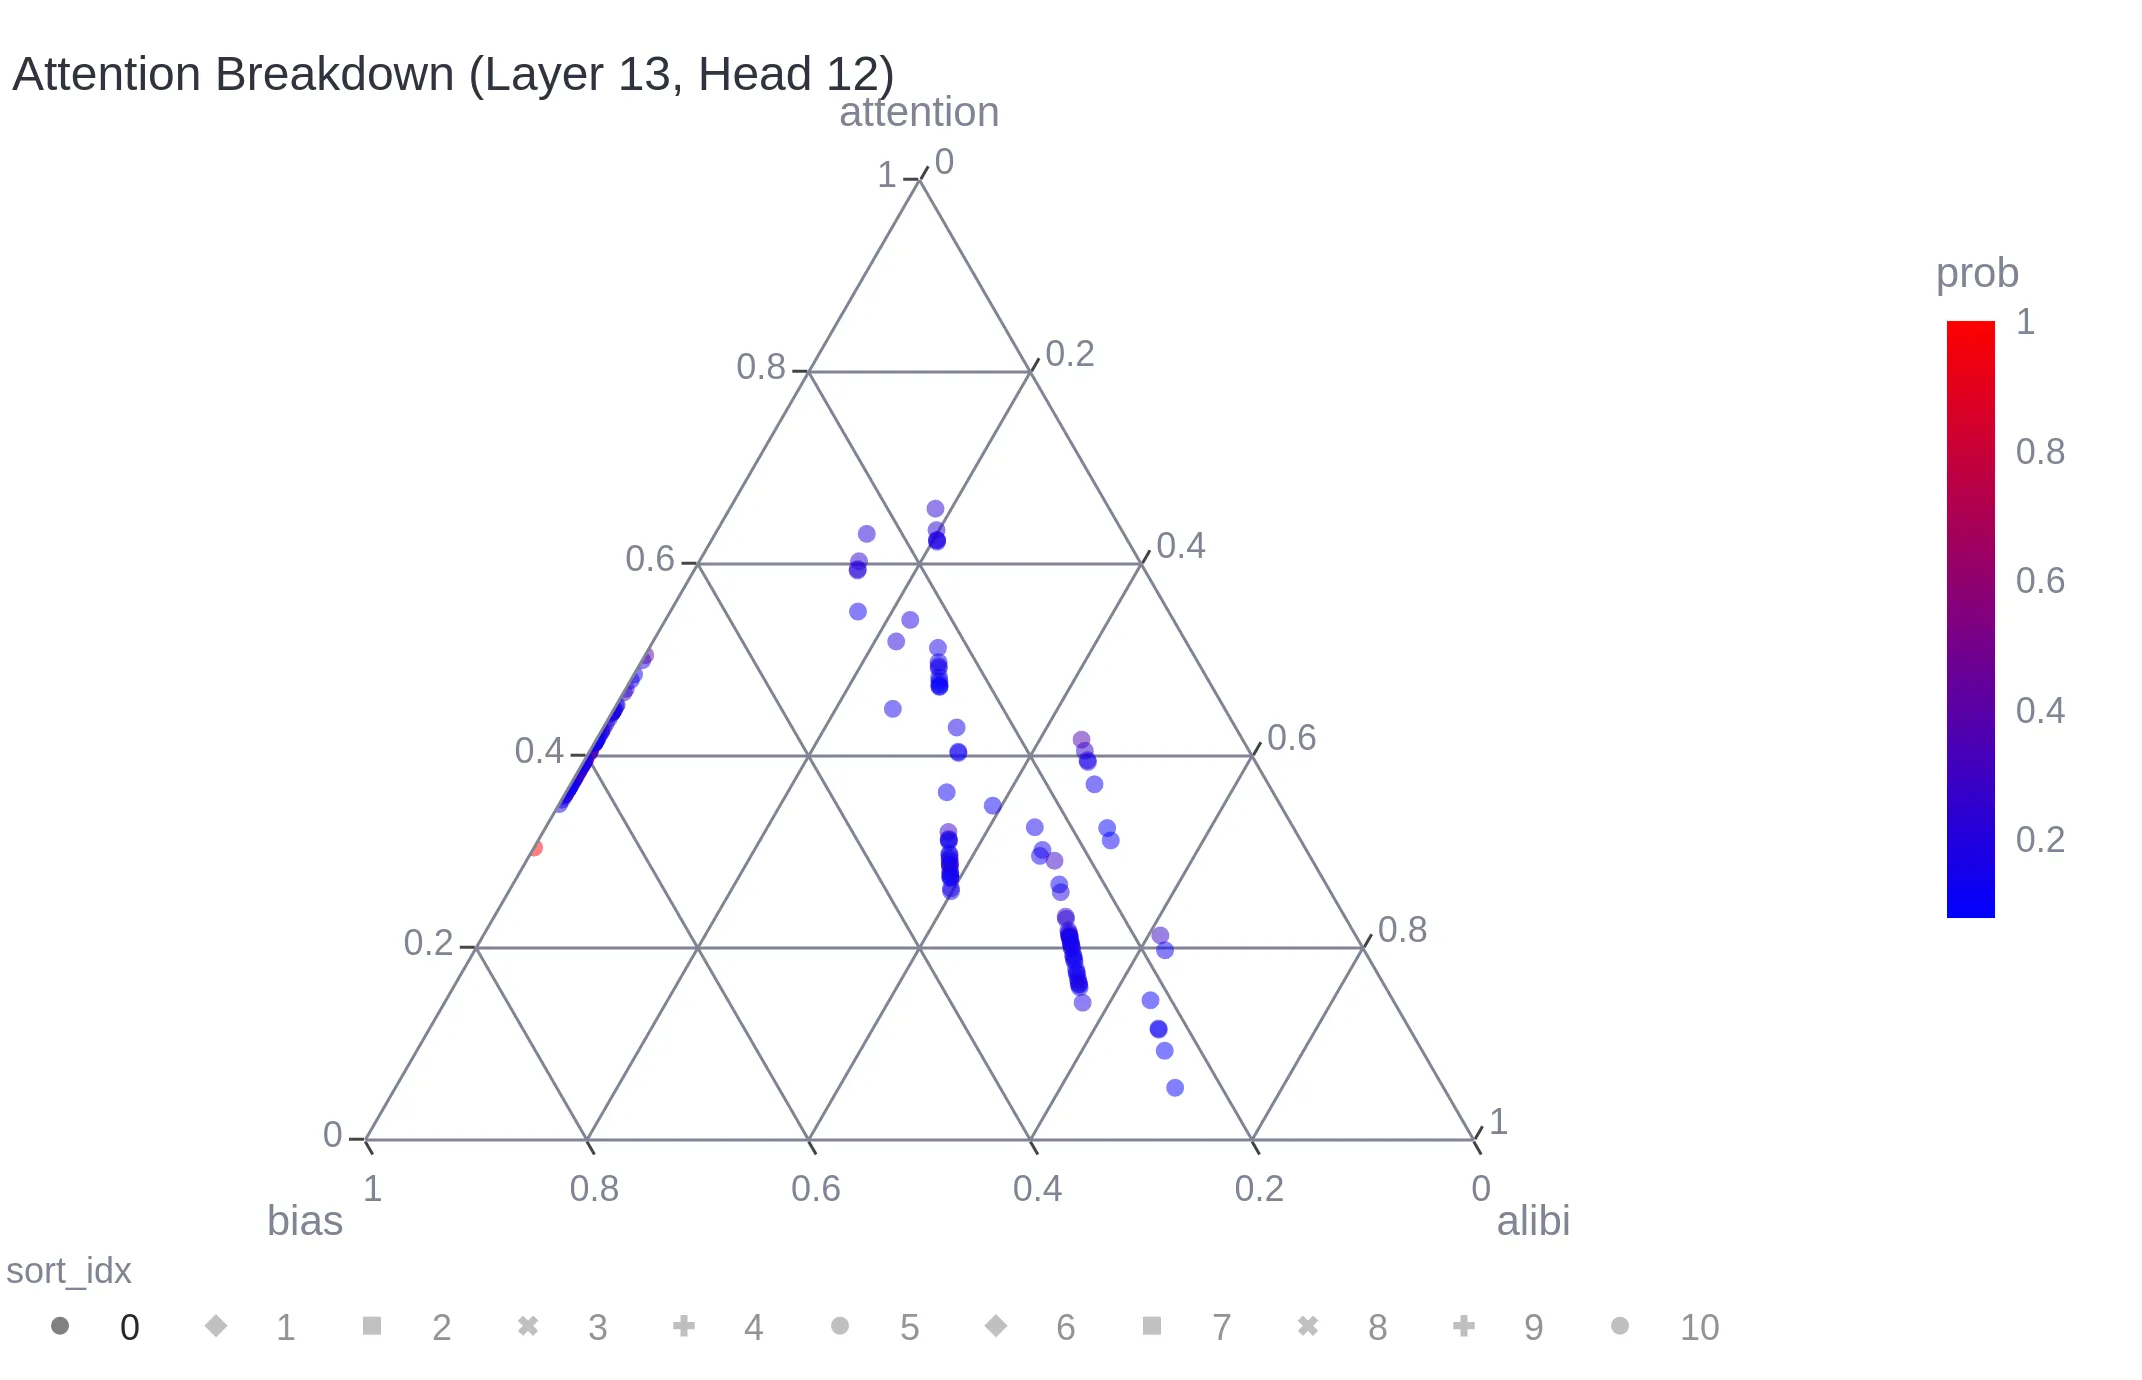 Attention Breakdown (Layer 13, Head 12)
attention
1 0
prob
1
0.8 0.2
0.8
0.6 0.4
0.6
0.4 0.6
0.4
0.2 0.8
0.2
0 1
1 0.8 0.6 0.4 0.2 0
bias alibi
sort_idx
0 1 2 3 4 5 6 7 8 9 10